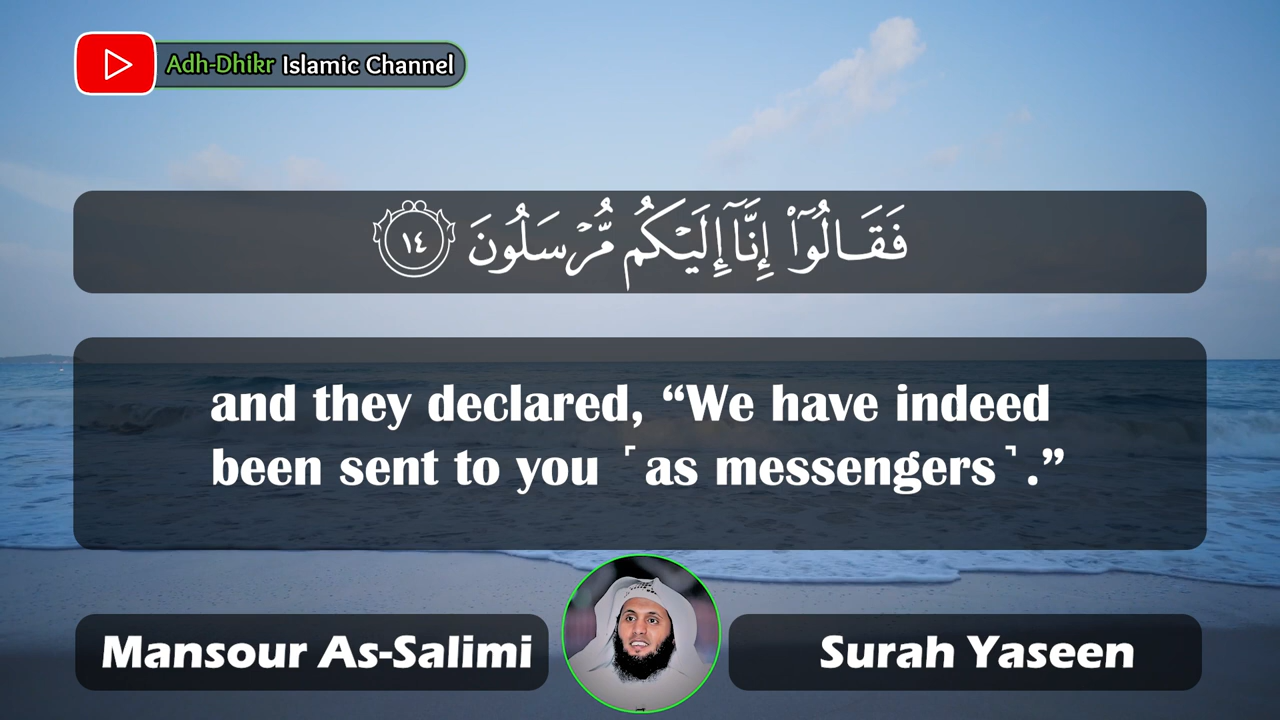 Adh-Dhikr Islamic Channel
فَقَالُوٓا۟ إِنَّآ إِلَيْكُم مُّرْسَلُونَ ١٤
and they declared, “We have indeed
been sent to you ˹as messengers˺.”
Mansour As-Salimi
Surah Yaseen